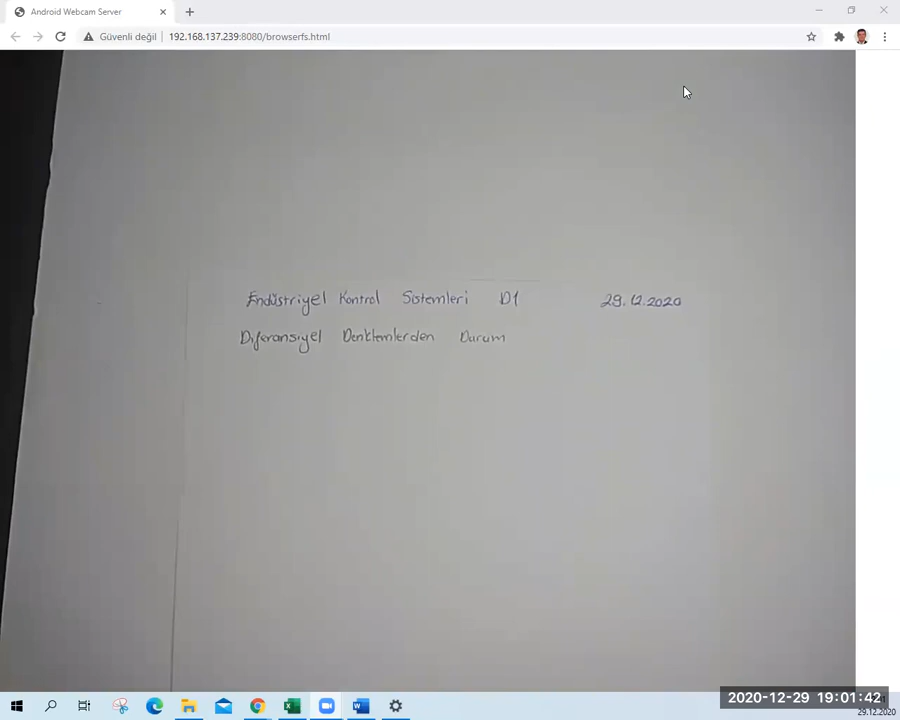 Android Webcam Server
Güvenli değil
192.168.137.239:8080/browserfs.html
Endüstriyel Kontrol Sistemleri D1 29.12.2020
Diferansiyel Denklemlerden Durum
2020-12-29 19:01:42
29.12.2020